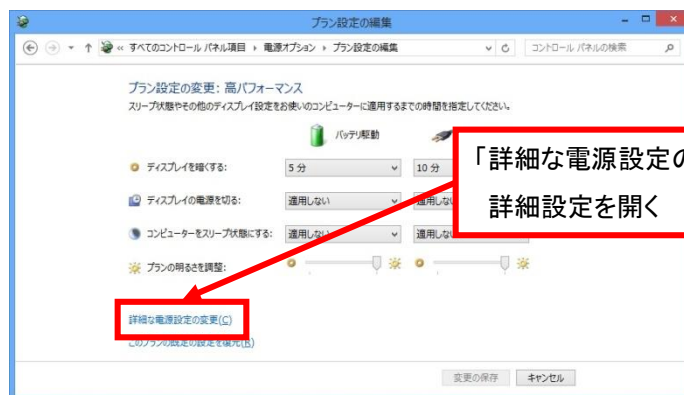 プラン設定の編集
« すべてのコントロール パネル項目 › 電源オプション › プラン設定の編集
コントロール パネルの検索
プラン設定の変更: 高パフォーマンス
スリープ状態やその他のディスプレイ設定をお使いのコンピューターに適用するまでの時間を指定してください。
バッテリ駆動
ディスプレイを暗くする: 5 分 10 分
ディスプレイの電源を切る: 適用しない 適用しな
コンピューターをスリープ状態にする: 適用しない 適用しない
プランの明るさを調整:
「詳細な電源設定の
詳細設定を開く
詳細な電源設定の変更(C)
このプランの既定の設定を復元(R)
変更の保存 キャンセル